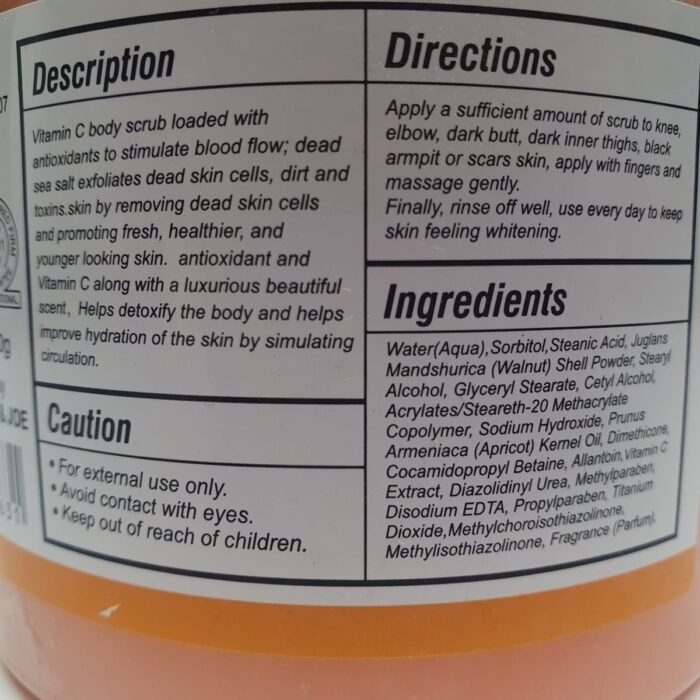 07
Description
Vitamin C body scrub loaded with
antioxidants to stimulate blood flow; dead
sea salt exfoliates dead skin cells, dirt and
toxins.skin by removing dead skin cells
and promoting fresh, healthier, and
younger looking skin. antioxidant and
Vitamin C along with a luxurious beautiful
scent, Helps detoxify the body and helps
improve hydration of the skin by simulating
circulation.
Caution
• For external use only.
• Avoid contact with eyes.
• Keep out of reach of children.
Directions
Apply a sufficient amount of scrub to knee,
elbow, dark butt, dark inner thighs, black
armpit or scars skin, apply with fingers and
massage gently.
Finally, rinse off well, use every day to keep
skin feeling whitening.
Ingredients
Water(Aqua),Sorbitol,Steanic Acid, Juglans
Mandshurica (Walnut) Shell Powder, Stearyl
Alcohol, Glyceryl Stearate, Cetyl Alcohol,
Acrylates/Steareth-20 Methacrylate
Copolymer, Sodium Hydroxide, Prunus
Armeniaca (Apricot) Kernel Oil, Dimethicone,
Cocamidopropyl Betaine, Allantoin,Vitamin C
Extract, Diazolidinyl Urea, Methylparaben,
Disodium EDTA, Propylparaben, Titanium
Dioxide,Methylchoroisothiazolinone,
Methylisothiazolinone, Fragrance (Parfum).
& JOE